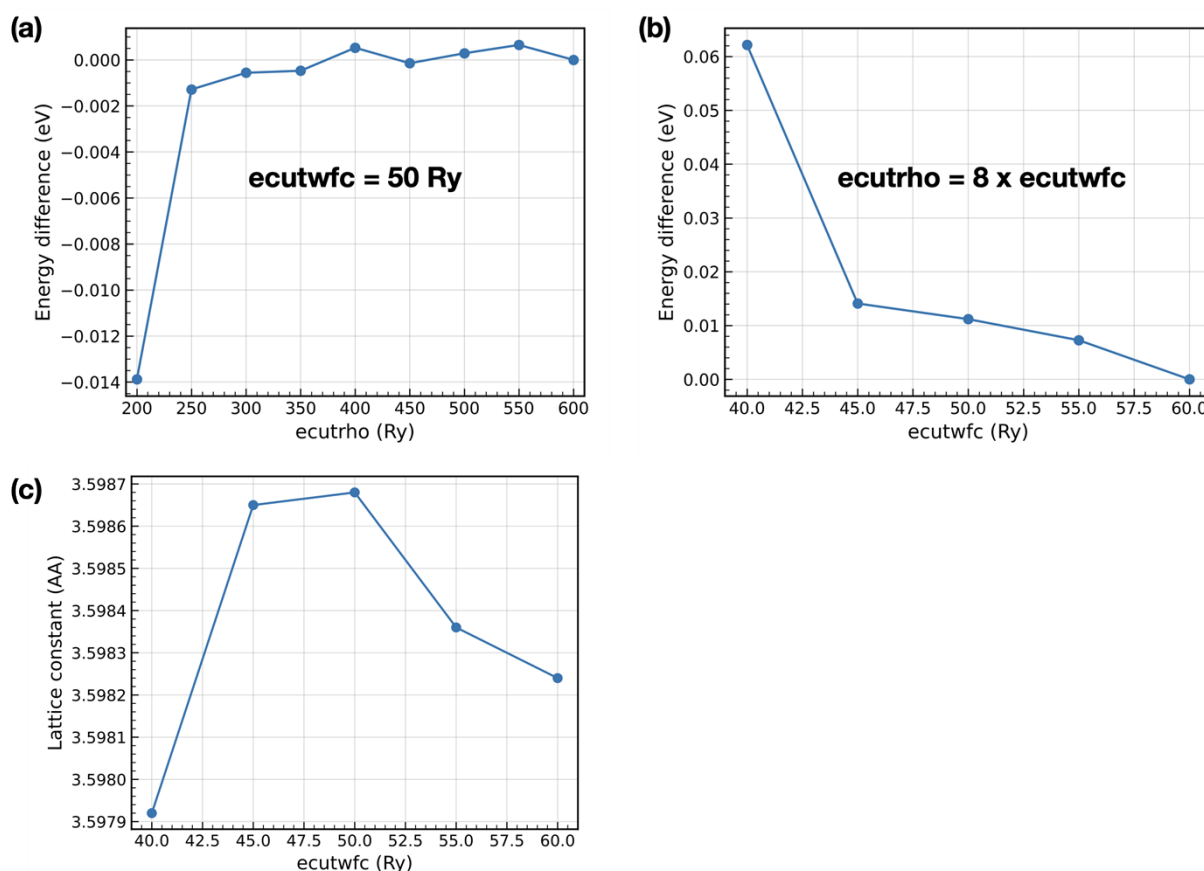 (a)
0.000
−0.002
−0.004
−0.006
−0.008
−0.010
−0.012
−0.014
Energy difference (eV)
ecutwfc = 50 Ry
200 250 300 350 400 450 500 550 600
ecutrho (Ry)
(b)
0.06
0.05
0.04
0.03
0.02
0.01
0.00
Energy difference (eV)
ecutrho = 8 x ecutwfc
40.0 42.5 45.0 47.5 50.0 52.5 55.0 57.5 60.0
ecutwfc (Ry)
(c)
3.5987
3.5986
3.5985
3.5984
3.5983
3.5982
3.5981
3.5980
3.5979
Lattice constant (AA)
40.0 42.5 45.0 47.5 50.0 52.5 55.0 57.5 60.0
ecutwfc (Ry)